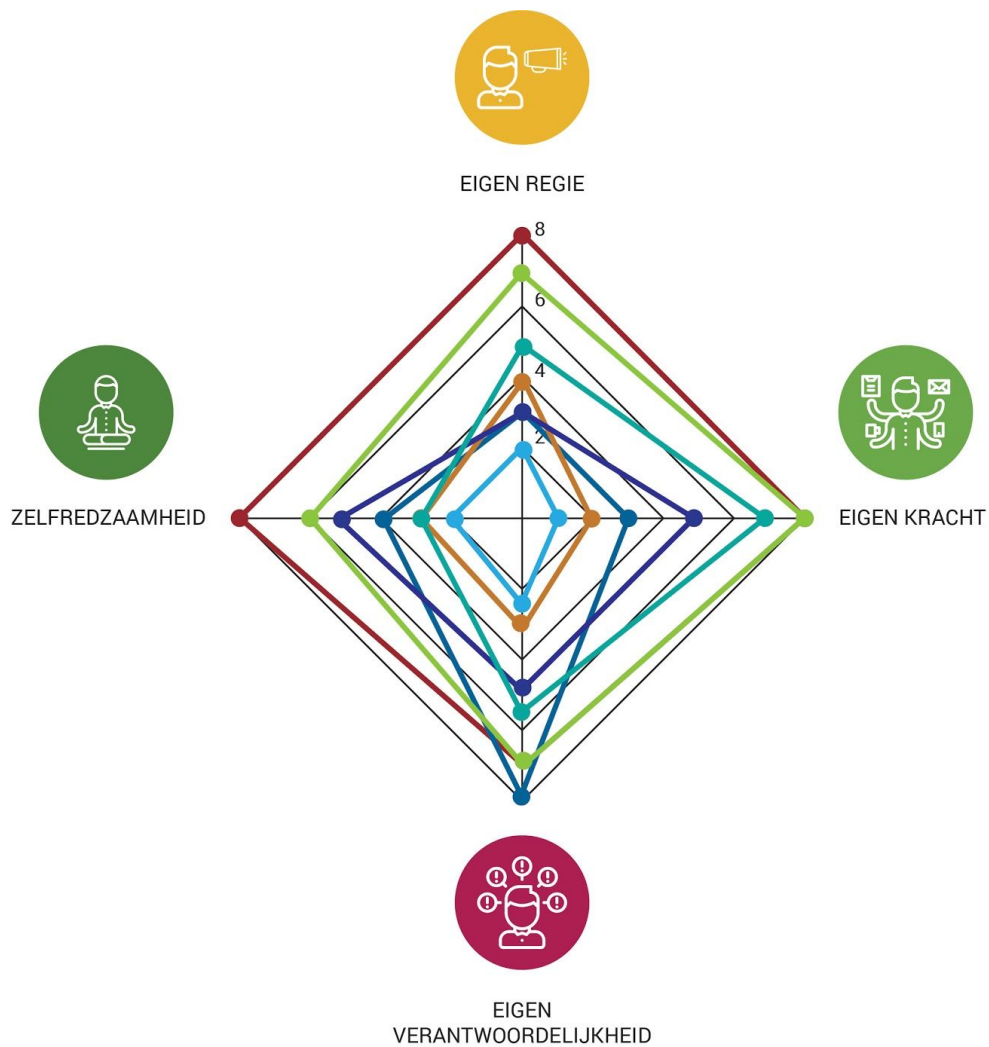 EIGEN REGIE
8
6
4
2
ZELFREDZAAMHEID
EIGEN KRACHT
EIGEN
VERANTWOORDELIJKHEID